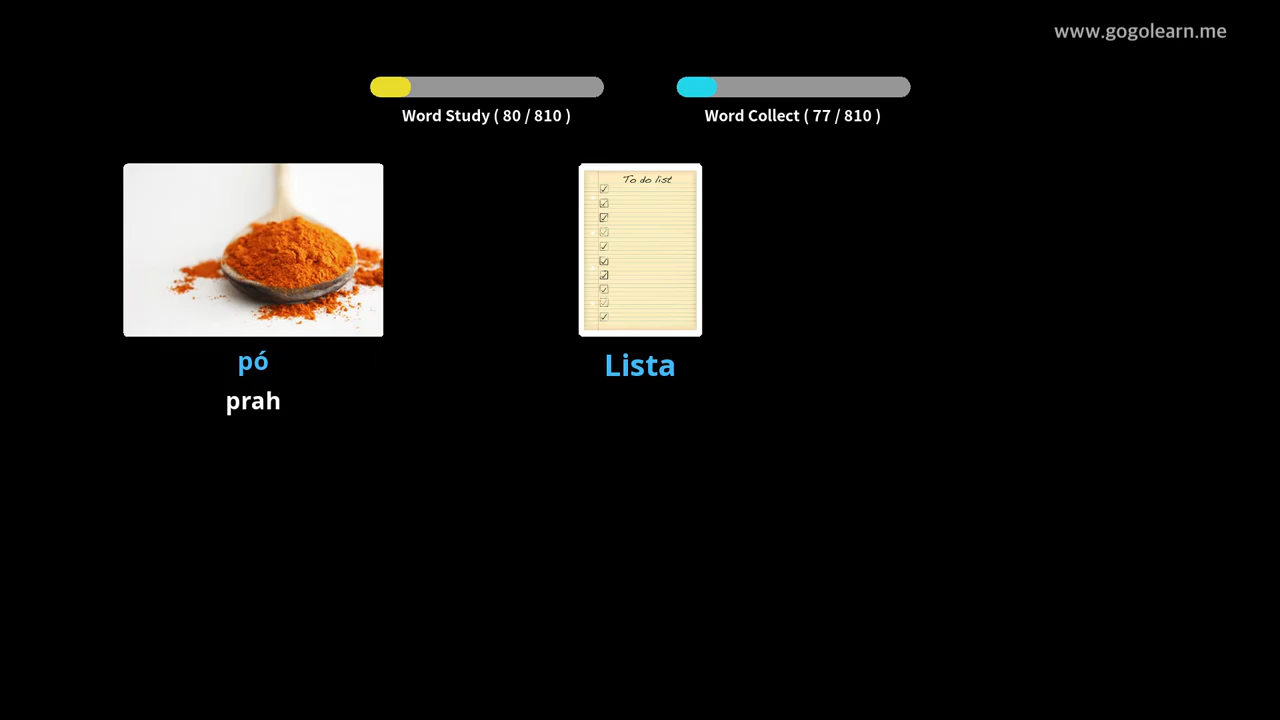 www.gogolearn.me
Word Study ( 80 / 810 )
Word Collect ( 77 / 810 )
To do list
pó
Lista
prah